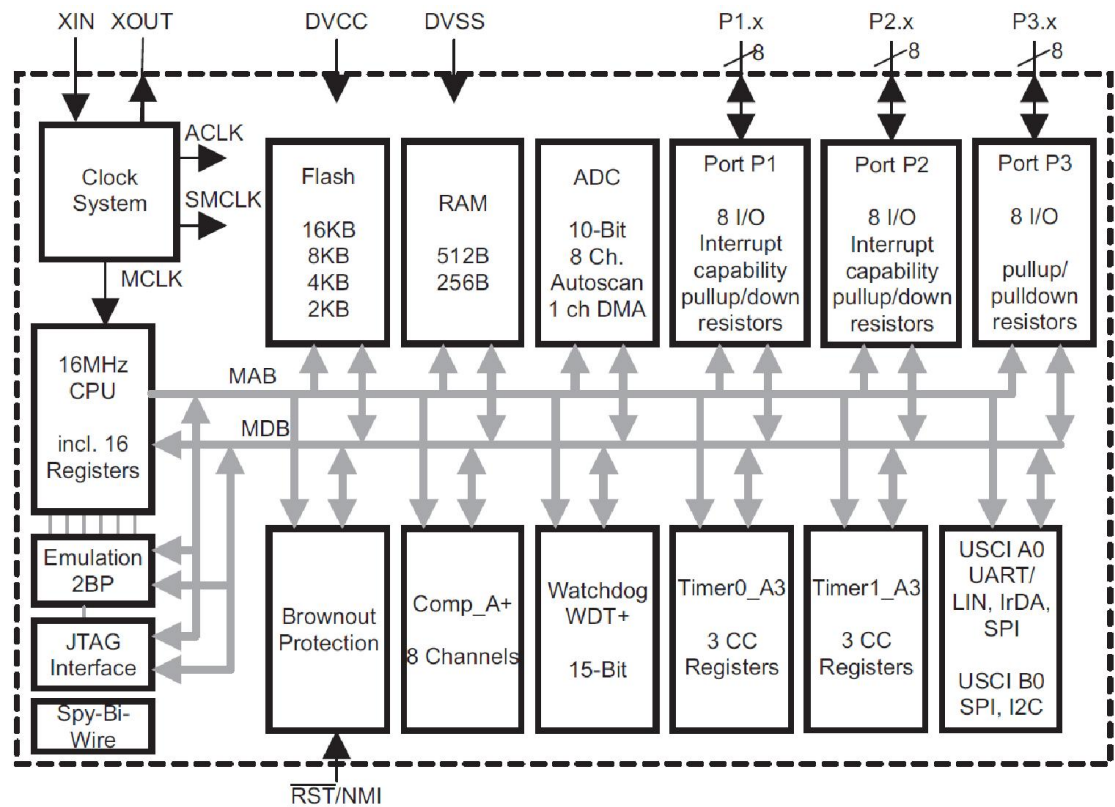 XIN XOUT DVCC DVSS P1.x P2.x P3.x
8 8 8
Clock
System
ACLK
SMCLK
MCLK
Flash
16KB
8KB
4KB
2KB
RAM
512B
256B
ADC
10-Bit
8 Ch.
Autoscan
1 ch DMA
Port P1
8 I/O
Interrupt
capability
pullup/down
resistors
Port P2
8 I/O
Interrupt
capability
pullup/down
resistors
Port P3
8 I/O
pullup/
pulldown
resistors
16MHz
CPU
incl. 16
Registers
MAB
MDB
Emulation
2BP
JTAG
Interface
Spy-Bi-
Wire
Brownout
Protection
Comp_A+
8 Channels
Watchdog
WDT+
15-Bit
Timer0_A3
3 CC
Registers
Timer1_A3
3 CC
Registers
USCI A0
UART/
LIN, IrDA,
SPI
USCI B0
SPI, I2C
RST/NMI